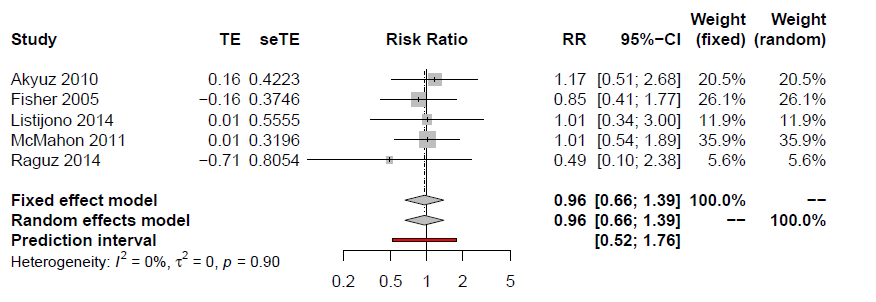 Weight Weight
Study TE seTE Risk Ratio RR 95%−CI (fixed) (random)
Akyuz 2010 0.16 0.4223 1.17 [0.51; 2.68] 20.5% 20.5%
Fisher 2005 −0.16 0.3746 0.85 [0.41; 1.77] 26.1% 26.1%
Listijono 2014 0.01 0.5555 1.01 [0.34; 3.00] 11.9% 11.9%
McMahon 2011 0.01 0.3196 1.01 [0.54; 1.89] 35.9% 35.9%
Raguz 2014 −0.71 0.8054 0.49 [0.10; 2.38] 5.6% 5.6%
Fixed effect model 0.96 [0.66; 1.39] 100.0% −−
Random effects model 0.96 [0.66; 1.39] −− 100.0%
Prediction interval [0.52; 1.76]
Heterogeneity: I² = 0%, τ² = 0, p = 0.90
0.2 0.5 1 2 5